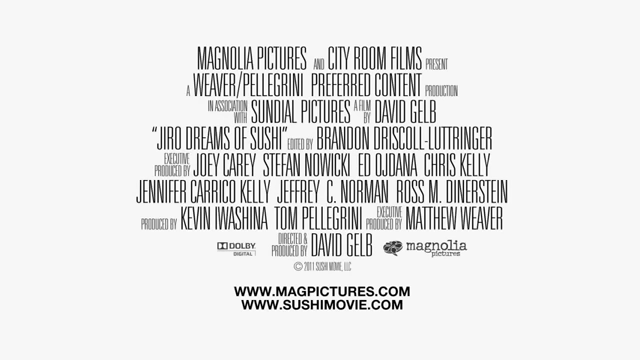 MAGNOLIA PICTURES AND CITY ROOM FILMS PRESENT
A WEAVER/PELLEGRINI PREFERRED CONTENT PRODUCTION
IN ASSOCIATION WITH SUNDIAL PICTURES A FILM BY DAVID GELB
"JIRO DREAMS OF SUSHI" EDITED BY BRANDON DRISCOLL-LUTTRINGER
EXECUTIVE PRODUCED BY JOEY CAREY STEFAN NOWICKI ED OJDANA CHRIS KELLY
JENNIFER CARRICO KELLY JEFFREY C. NORMAN ROSS M. DINERSTEIN
PRODUCED BY KEVIN IWASHINA TOM PELLEGRINI EXECUTIVE PRODUCED BY MATTHEW WEAVER
DOLBY DIGITAL DIRECTED & PRODUCED BY DAVID GELB magnolia pictures
© 2011 SUSHI MOVIE, LLC
WWW.MAGPICTURES.COM
WWW.SUSHIMOVIE.COM